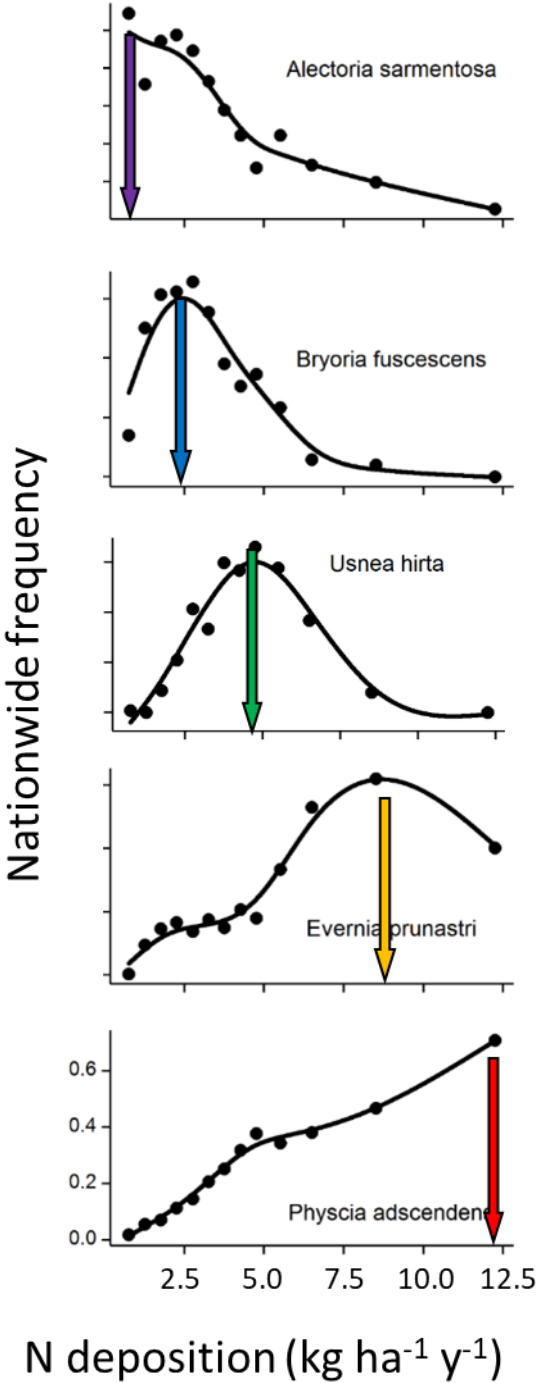 Alectoria sarmentosa
Bryoria fuscescens
Usnea hirta
Evernia prunastri
Physcia adscendens
Nationwide frequency
0.6
0.4
0.2
0.0
2.5 5.0 7.5 10.0 12.5
N deposition (kg ha⁻¹ y⁻¹)